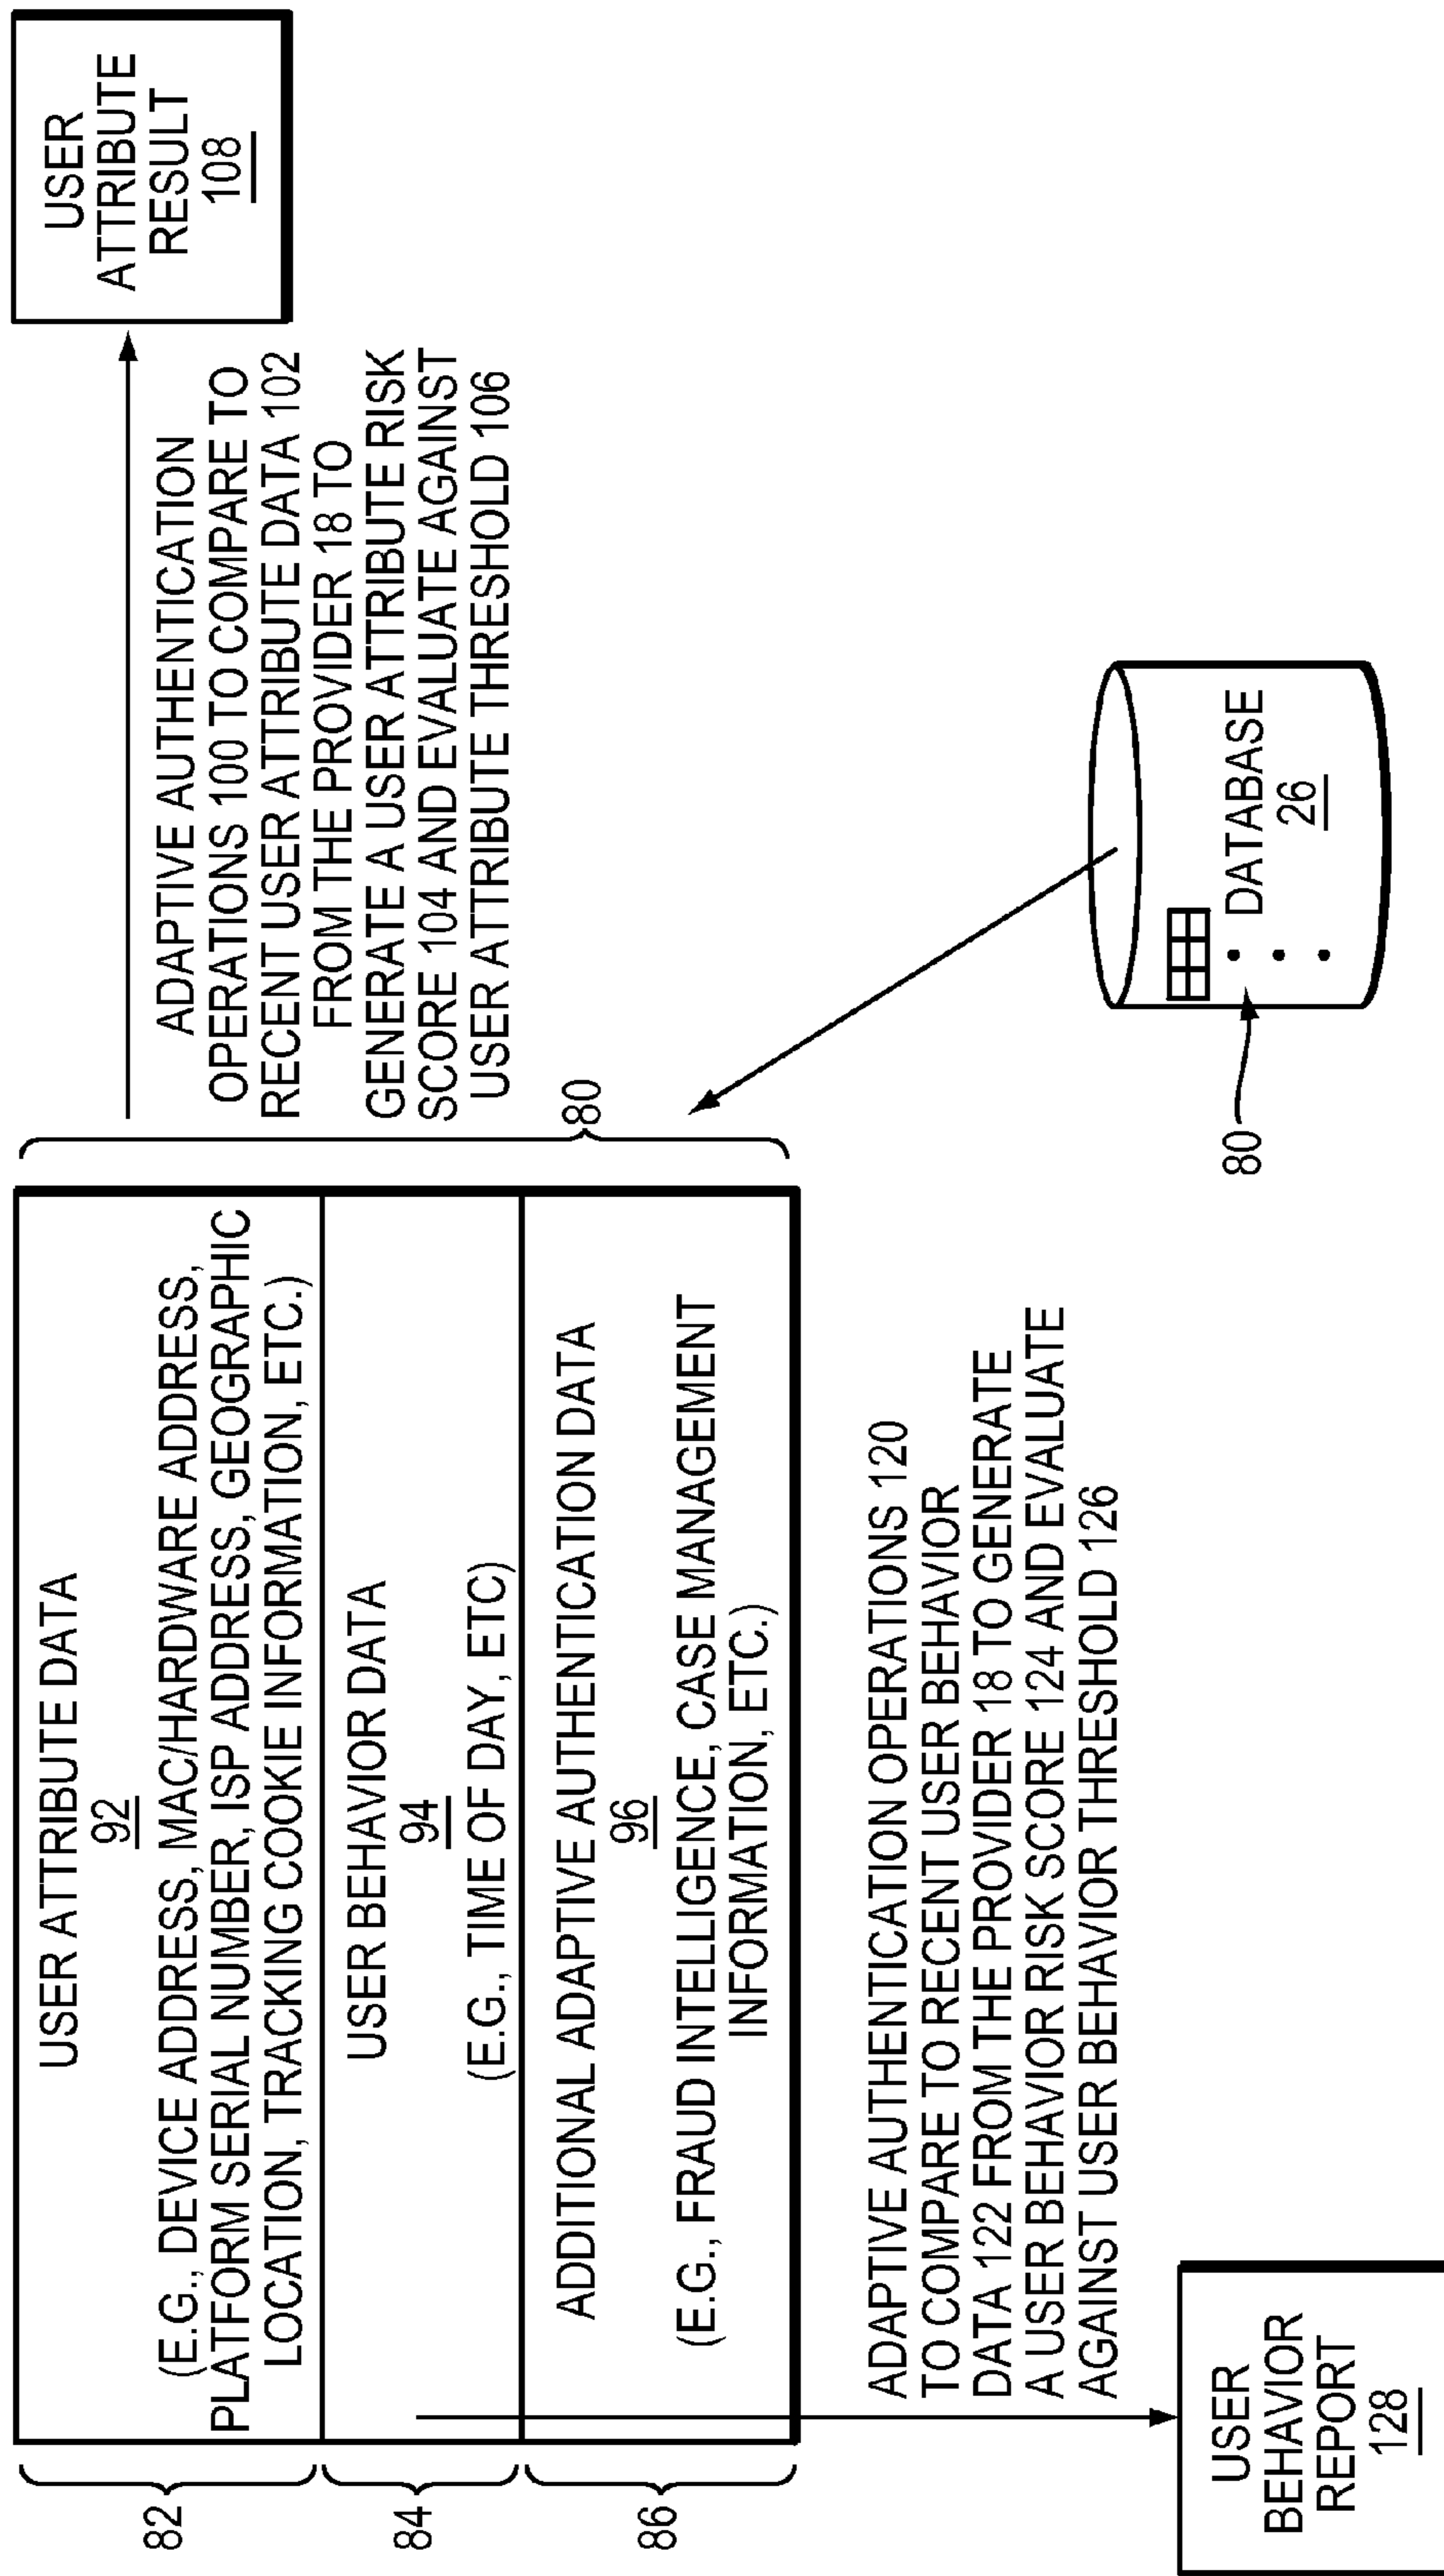 82
84
86
USER ATTRIBUTE DATA
92
(E.G., DEVICE ADDRESS, MAC/HARDWARE ADDRESS,
PLATFORM SERIAL NUMBER, ISP ADDRESS, GEOGRAPHIC
LOCATION, TRACKING COOKIE INFORMATION, ETC.)
USER BEHAVIOR DATA
94
(E.G., TIME OF DAY, ETC)
ADDITIONAL ADAPTIVE AUTHENTICATION DATA
96
(E.G., FRAUD INTELLIGENCE, CASE MANAGEMENT
INFORMATION, ETC.)
80
ADAPTIVE AUTHENTICATION
OPERATIONS 100 TO COMPARE TO
RECENT USER ATTRIBUTE DATA 102
FROM THE PROVIDER 18 TO
GENERATE A USER ATTRIBUTE RISK
SCORE 104 AND EVALUATE AGAINST
USER ATTRIBUTE THRESHOLD 106
USER
ATTRIBUTE
RESULT
108
ADAPTIVE AUTHENTICATION OPERATIONS 120
TO COMPARE TO RECENT USER BEHAVIOR
DATA 122 FROM THE PROVIDER 18 TO GENERATE
A USER BEHAVIOR RISK SCORE 124 AND EVALUATE
AGAINST USER BEHAVIOR THRESHOLD 126
USER
BEHAVIOR
REPORT
128
80
DATABASE
26